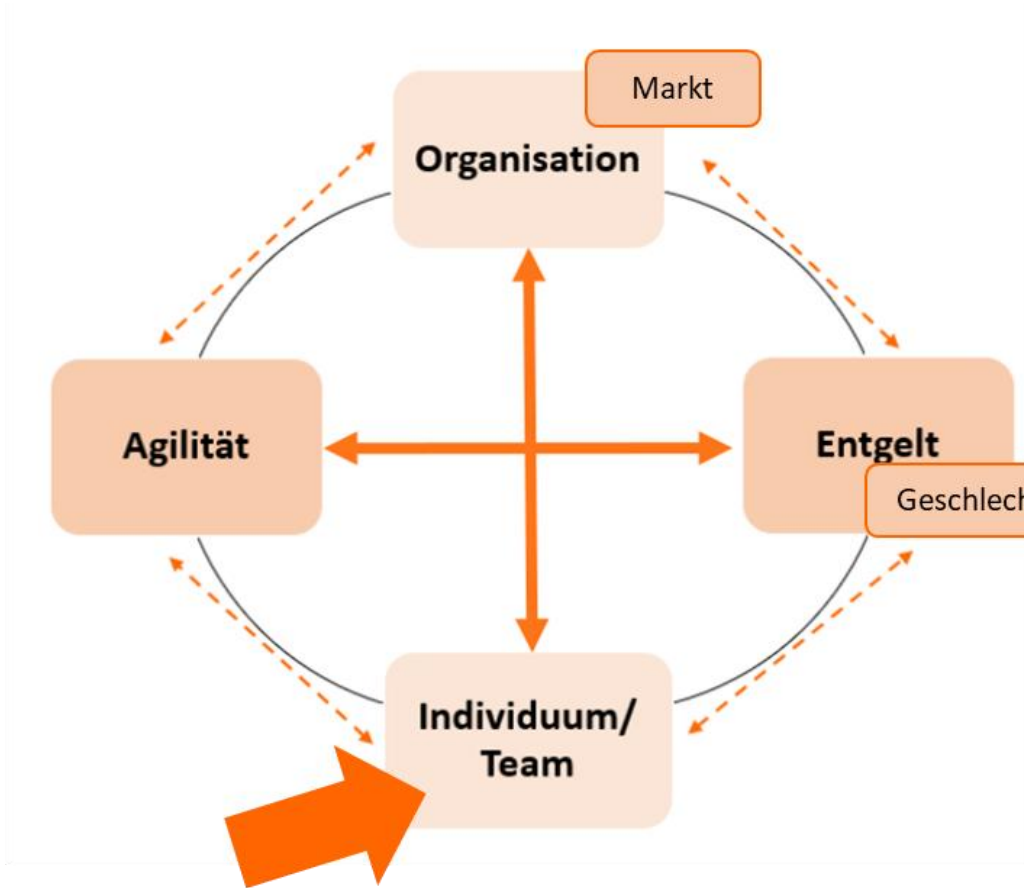 Markt
Organisation
Agilität
Entgelt
Individuum/
Team